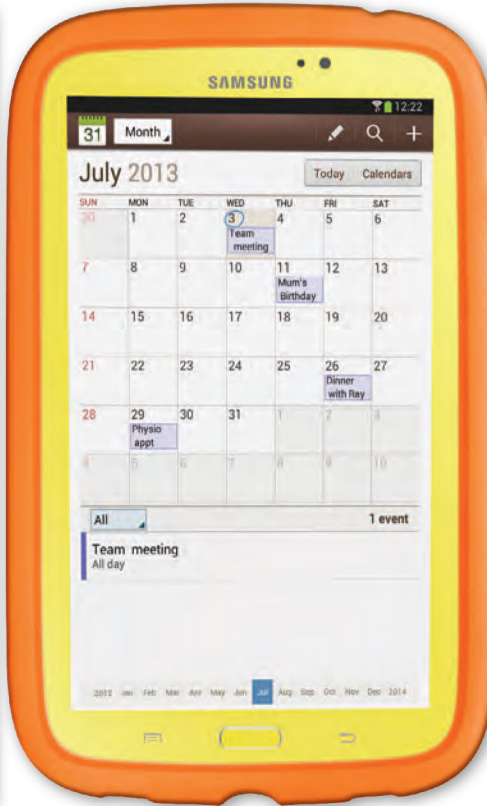 SAMSUNG
12:22
31 Month
July 2013 Today Calendars
SUN MON TUE WED THU FRI SAT
30 1 2 3 4 5 6
Team
meeting
7 8 9 10 11 12 13
Mum's
Birthday
14 15 16 17 18 19 20
21 22 23 24 25 26 27
Dinner
with Ray
28 29 30 31 1 2 3
Physio
appt
4 5 6 7 8 9 10
All 1 event
Team meeting
All day
2012 Jan Feb Mar Apr May Jun Jul Aug Sep Oct Nov Dec 2014